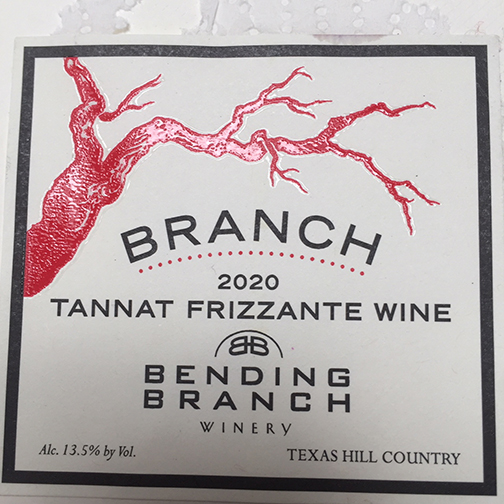 BRANCH
2020
TANNAT FRIZZANTE WINE
BB
BENDING
BRANCH
WINERY
Alc. 13.5% by Vol.
TEXAS HILL COUNTRY